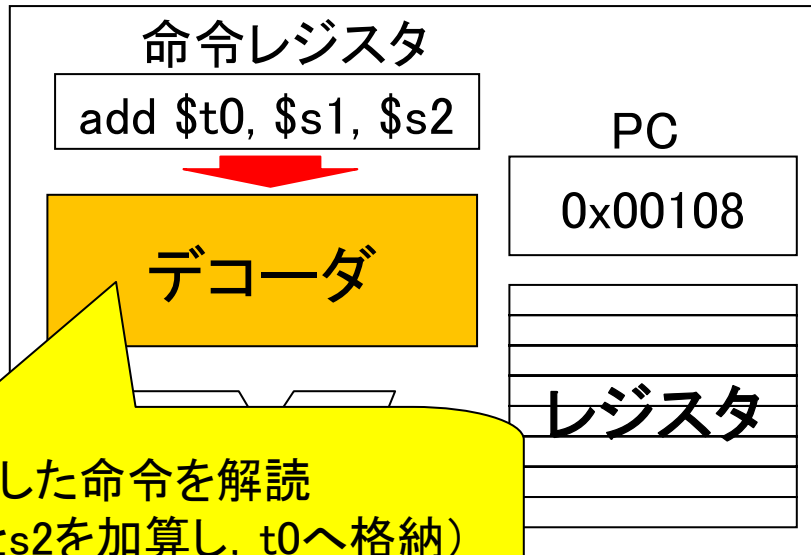 命令レジスタ
add $t0, $s1, $s2
PC
0x00108
デコーダ
レジスタ
した命令を解読
s2を加算し，t0へ格納）